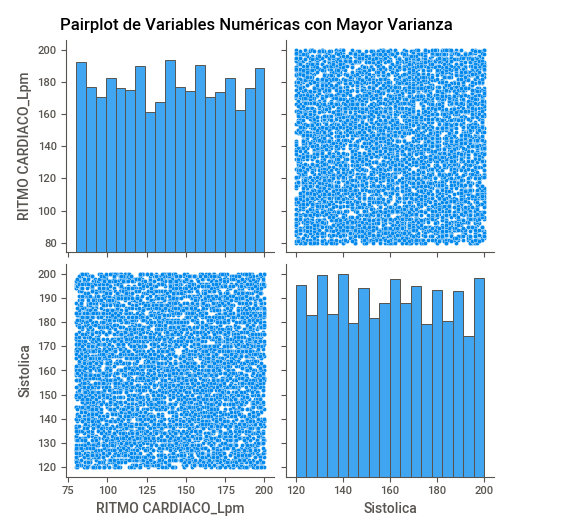 Pairplot de Variables Numéricas con Mayor Varianza
RITMO CARDIACO_Lpm
200
180
160
140
120
100
80
Sistolica
200
190
180
170
160
150
140
130
120
75 100 125 150 175 200
RITMO CARDIACO_Lpm
120 140 160 180 200
Sistolica